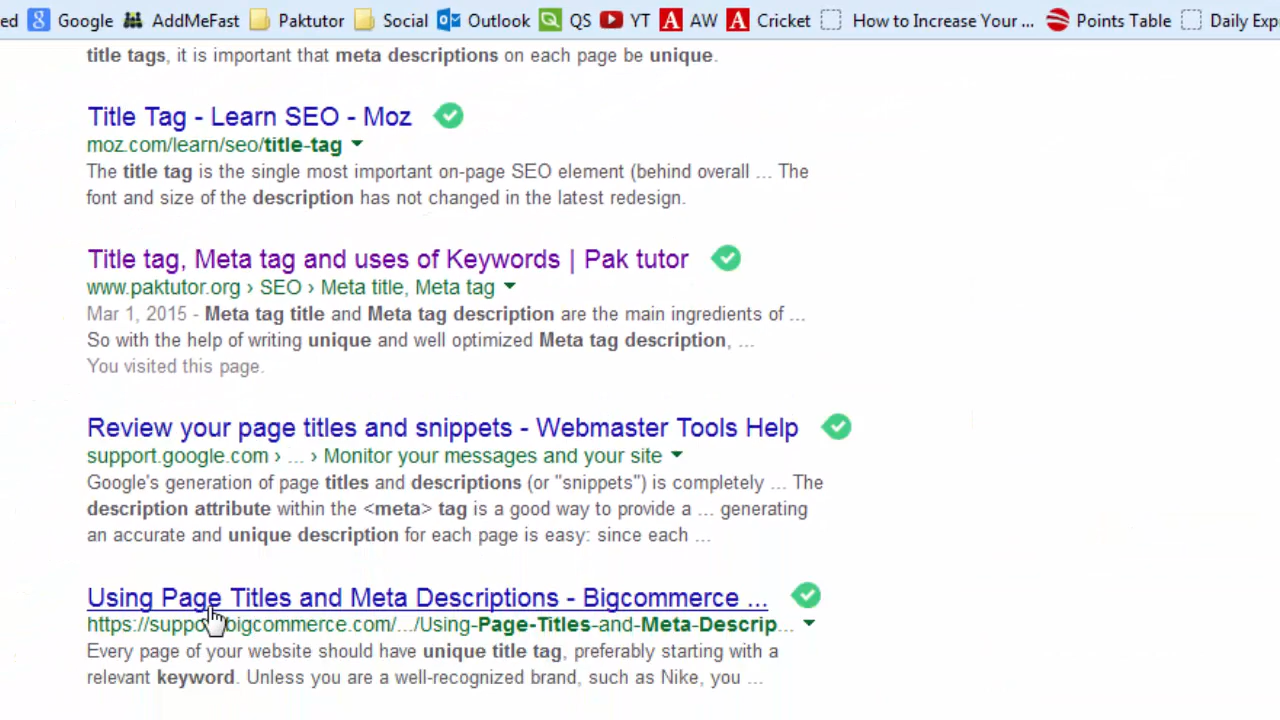 ed Google AddMeFast Paktutor Social Outlook QS YT AW Cricket How to Increase Your ... Points Table Daily Exp
title tags, it is important that meta descriptions on each page be unique.
Title Tag - Learn SEO - Moz
moz.com/learn/seo/title-tag
The title tag is the single most important on-page SEO element (behind overall ... The
font and size of the description has not changed in the latest redesign.
Title tag, Meta tag and uses of Keywords | Pak tutor
www.paktutor.org › SEO › Meta title, Meta tag
Mar 1, 2015 - Meta tag title and Meta tag description are the main ingredients of ...
So with the help of writing unique and well optimized Meta tag description, ...
You visited this page.
Review your page titles and snippets - Webmaster Tools Help
support.google.com › ... › Monitor your messages and your site
Google's generation of page titles and descriptions (or "snippets") is completely ... The
description attribute within the <meta> tag is a good way to provide a ... generating
an accurate and unique description for each page is easy: since each ...
Using Page Titles and Meta Descriptions - Bigcommerce ...
https://support.bigcommerce.com/.../Using-Page-Titles-and-Meta-Descrip...
Every page of your website should have unique title tag, preferably starting with a
relevant keyword. Unless you are a well-recognized brand, such as Nike, you ...